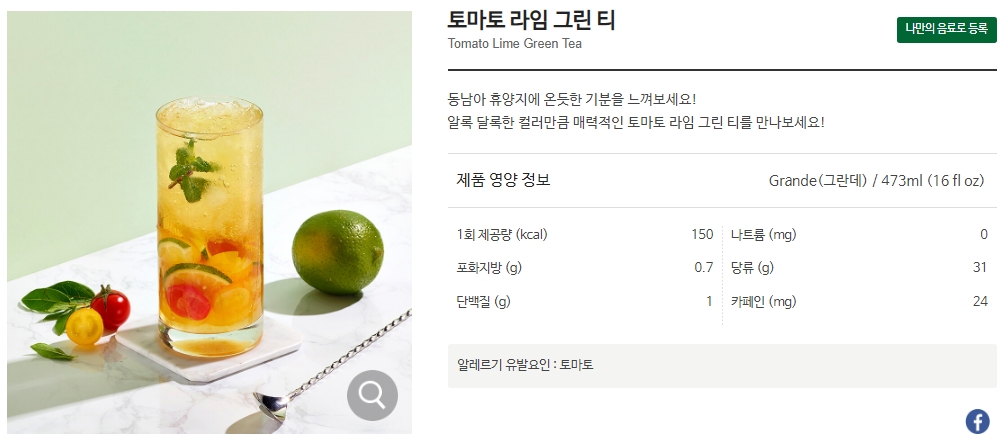 토마토 라임 그린 티
Tomato Lime Green Tea
나만의 음료로 등록
동남아 휴양지에 온듯한 기분을 느껴보세요!
알록 달록한 컬러만큼 매력적인 토마토 라임 그린 티를 만나보세요!
제품 영양 정보 Grande(그란데) / 473ml (16 fl oz)
1회 제공량 (kcal) 150 나트륨 (mg) 0
포화지방 (g) 0.7 당류 (g) 31
단백질 (g) 1 카페인 (mg) 24
알레르기 유발요인 : 토마토
f